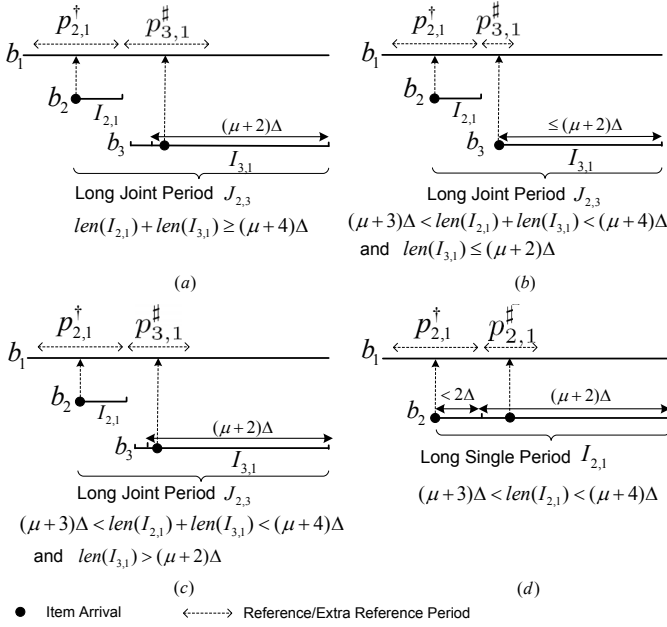 p†2,1 p♯3,1
b1
b2 I2,1
(μ+2)Δ
b3 I3,1
Long Joint Period J2,3
len(I2,1)+len(I3,1)≥(μ+4)Δ
(a)
p†2,1 p♯3,1
b1
b2 I2,1
≤(μ+2)Δ
b3 I3,1
Long Joint Period J2,3
(μ+3)Δ<len(I2,1)+len(I3,1)<(μ+4)Δ
and len(I3,1)≤(μ+2)Δ
(b)
p†2,1 p♯3,1
b1
b2 I2,1
(μ+2)Δ
b3 I3,1
Long Joint Period J2,3
(μ+3)Δ<len(I2,1)+len(I3,1)<(μ+4)Δ
and len(I3,1)>(μ+2)Δ
(c)
p†2,1 p♯2,1
b1
<2Δ (μ+2)Δ
b2
Long Single Period I2,1
(μ+3)Δ<len(I2,1)<(μ+4)Δ
(d)
Item Arrival Reference/Extra Reference Period